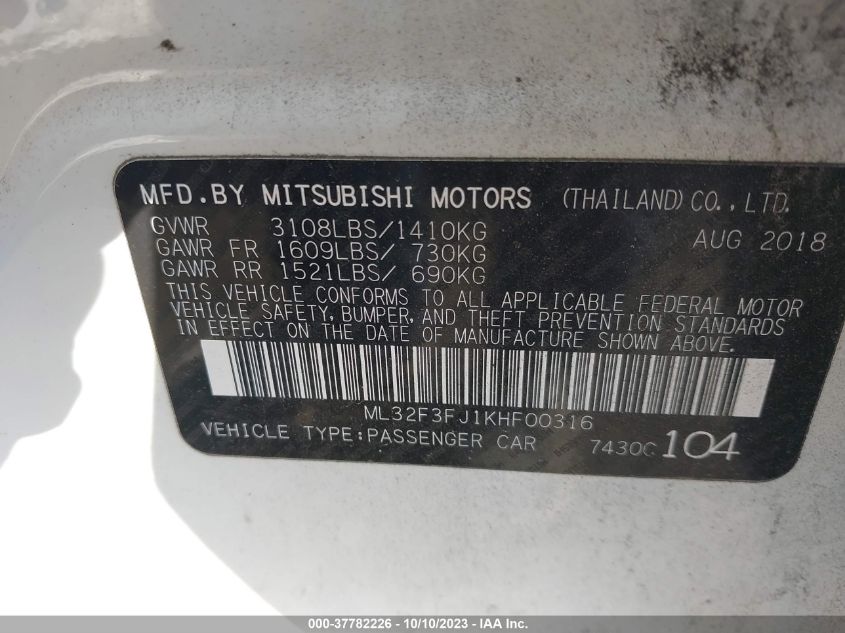 MFD.BY MITSUBISHI MOTORS (THAILAND) CO., LTD.
GVWR 3108LBS/1410KG AUG 2018
GAWR FR 1609LBS/ 730KG
GAWR RR 1521LBS/ 690KG
THIS VEHICLE CONFORMS TO ALL APPLICABLE FEDERAL MOTOR
VEHICLE SAFETY, BUMPER, AND THEFT PREVENTION STANDARDS
IN EFFECT ON THE DATE OF MANUFACTURE SHOWN ABOVE.
ML32F3FJ1KHF00316
VEHICLE TYPE:PASSENGER CAR 7430C 104
000-37782226 - 10/10/2023 - © IAA Inc.